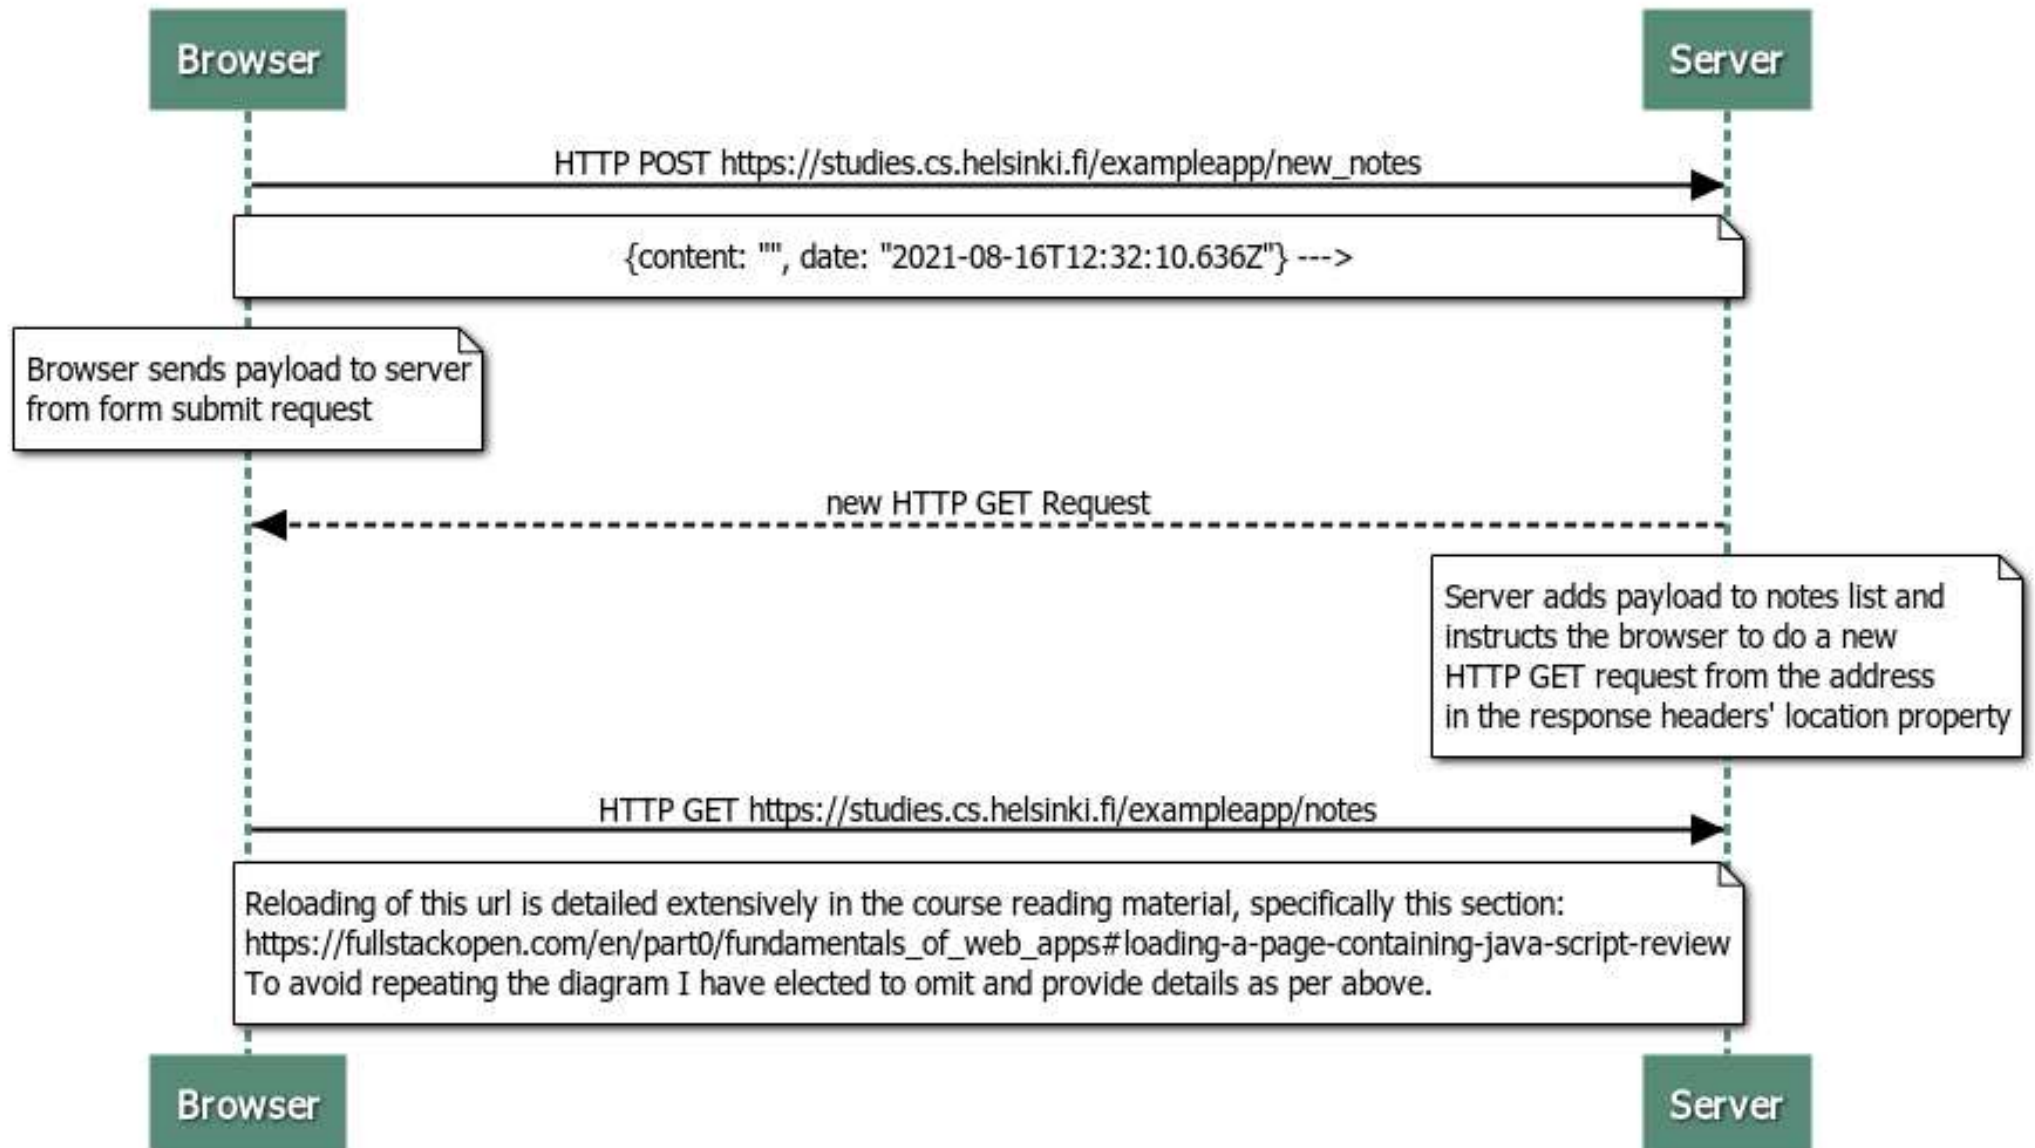 Browser
Server
HTTP POST https://studies.cs.helsinki.fi/exampleapp/new_notes
{content: "", date: "2021-08-16T12:32:10.636Z"} --->
Browser sends payload to server
from form submit request
new HTTP GET Request
Server adds payload to notes list and
instructs the browser to do a new
HTTP GET request from the address
in the response headers' location property
HTTP GET https://studies.cs.helsinki.fi/exampleapp/notes
Reloading of this url is detailed extensively in the course reading material, specifically this section:
https://fullstackopen.com/en/part0/fundamentals_of_web_apps#loading-a-page-containing-java-script-review
To avoid repeating the diagram I have elected to omit and provide details as per above.
Browser
Server